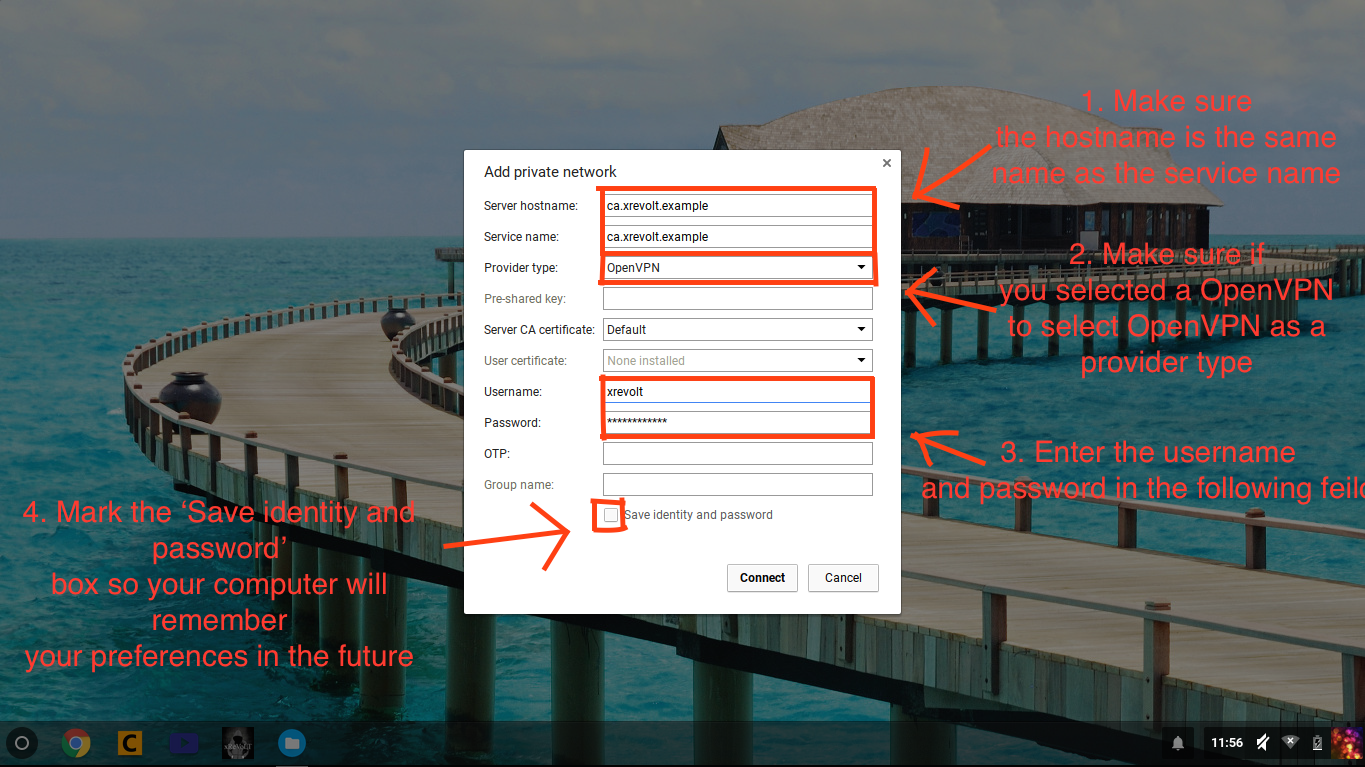 1. Make sure
the hostname is the same
name as the service name
Add private network
Server hostname: ca.xrevolt.example
Service name: ca.xrevolt.example
Provider type: OpenVPN
2. Make sure if
you selected a OpenVPN
to select OpenVPN as a
provider type
Pre-shared key:
Server CA certificate: Default
User certificate: None installed
Username: xrevolt
Password: ************
3. Enter the username
and password in the following feild
OTP:
Group name:
Save identity and password
4. Mark the ‘Save identity and
password’
box so your computer will
remember
your preferences in the future
Connect Cancel
C
xReVoLT
11:56